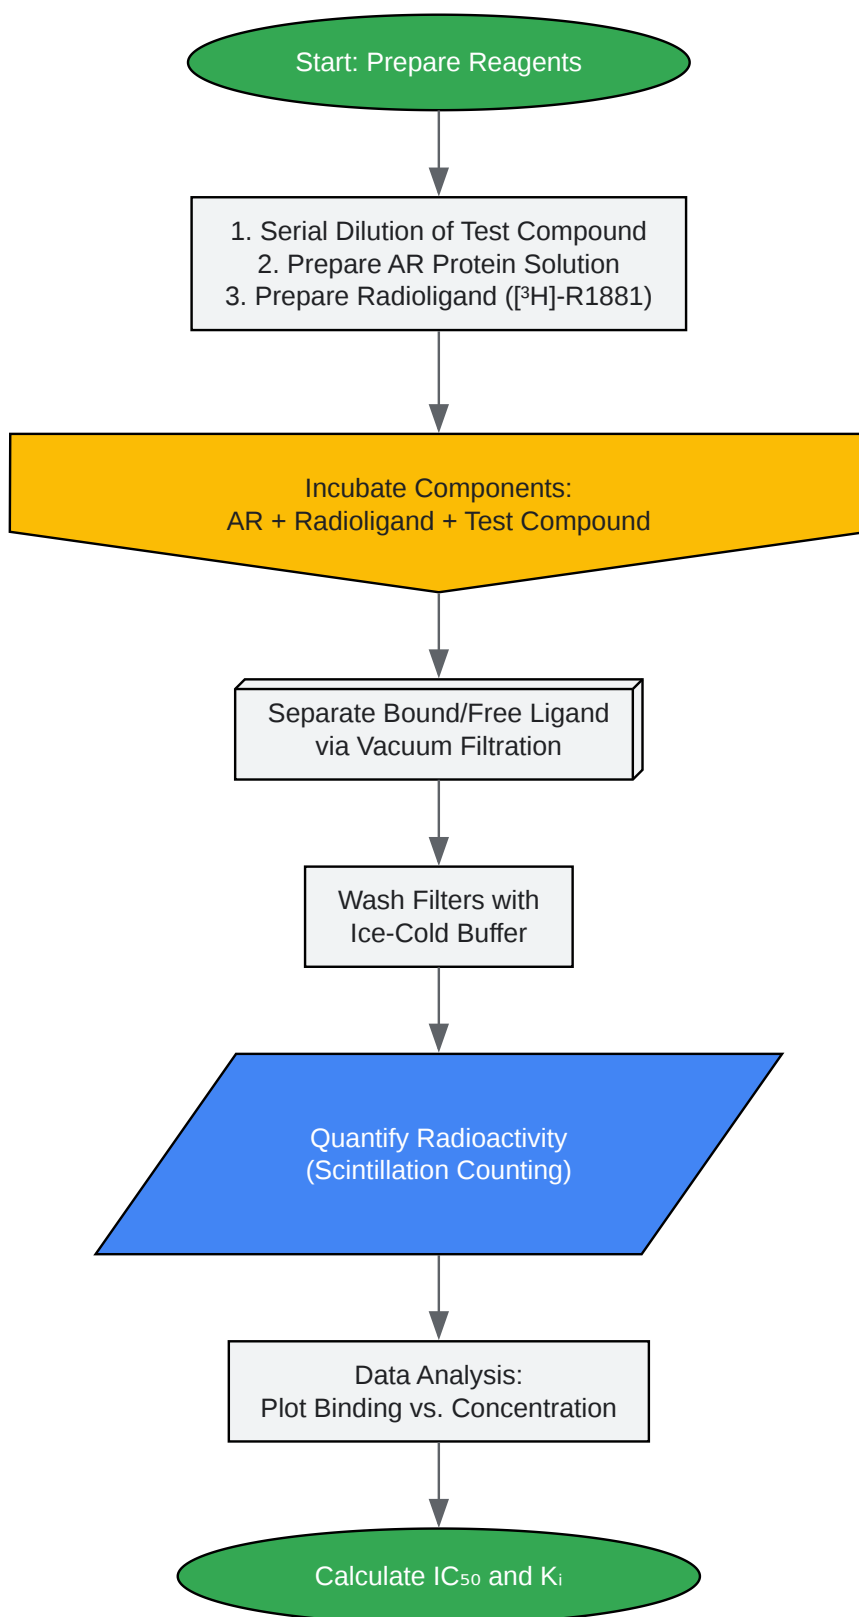 Start: Prepare Reagents
1. Serial Dilution of Test Compound
2. Prepare AR Protein Solution
3. Prepare Radioligand ([³H]-R1881)
Incubate Components:
AR + Radioligand + Test Compound
Separate Bound/Free Ligand
via Vacuum Filtration
Wash Filters with
Ice-Cold Buffer
Quantify Radioactivity
(Scintillation Counting)
Data Analysis:
Plot Binding vs. Concentration
Calculate IC₅₀ and Kᵢ